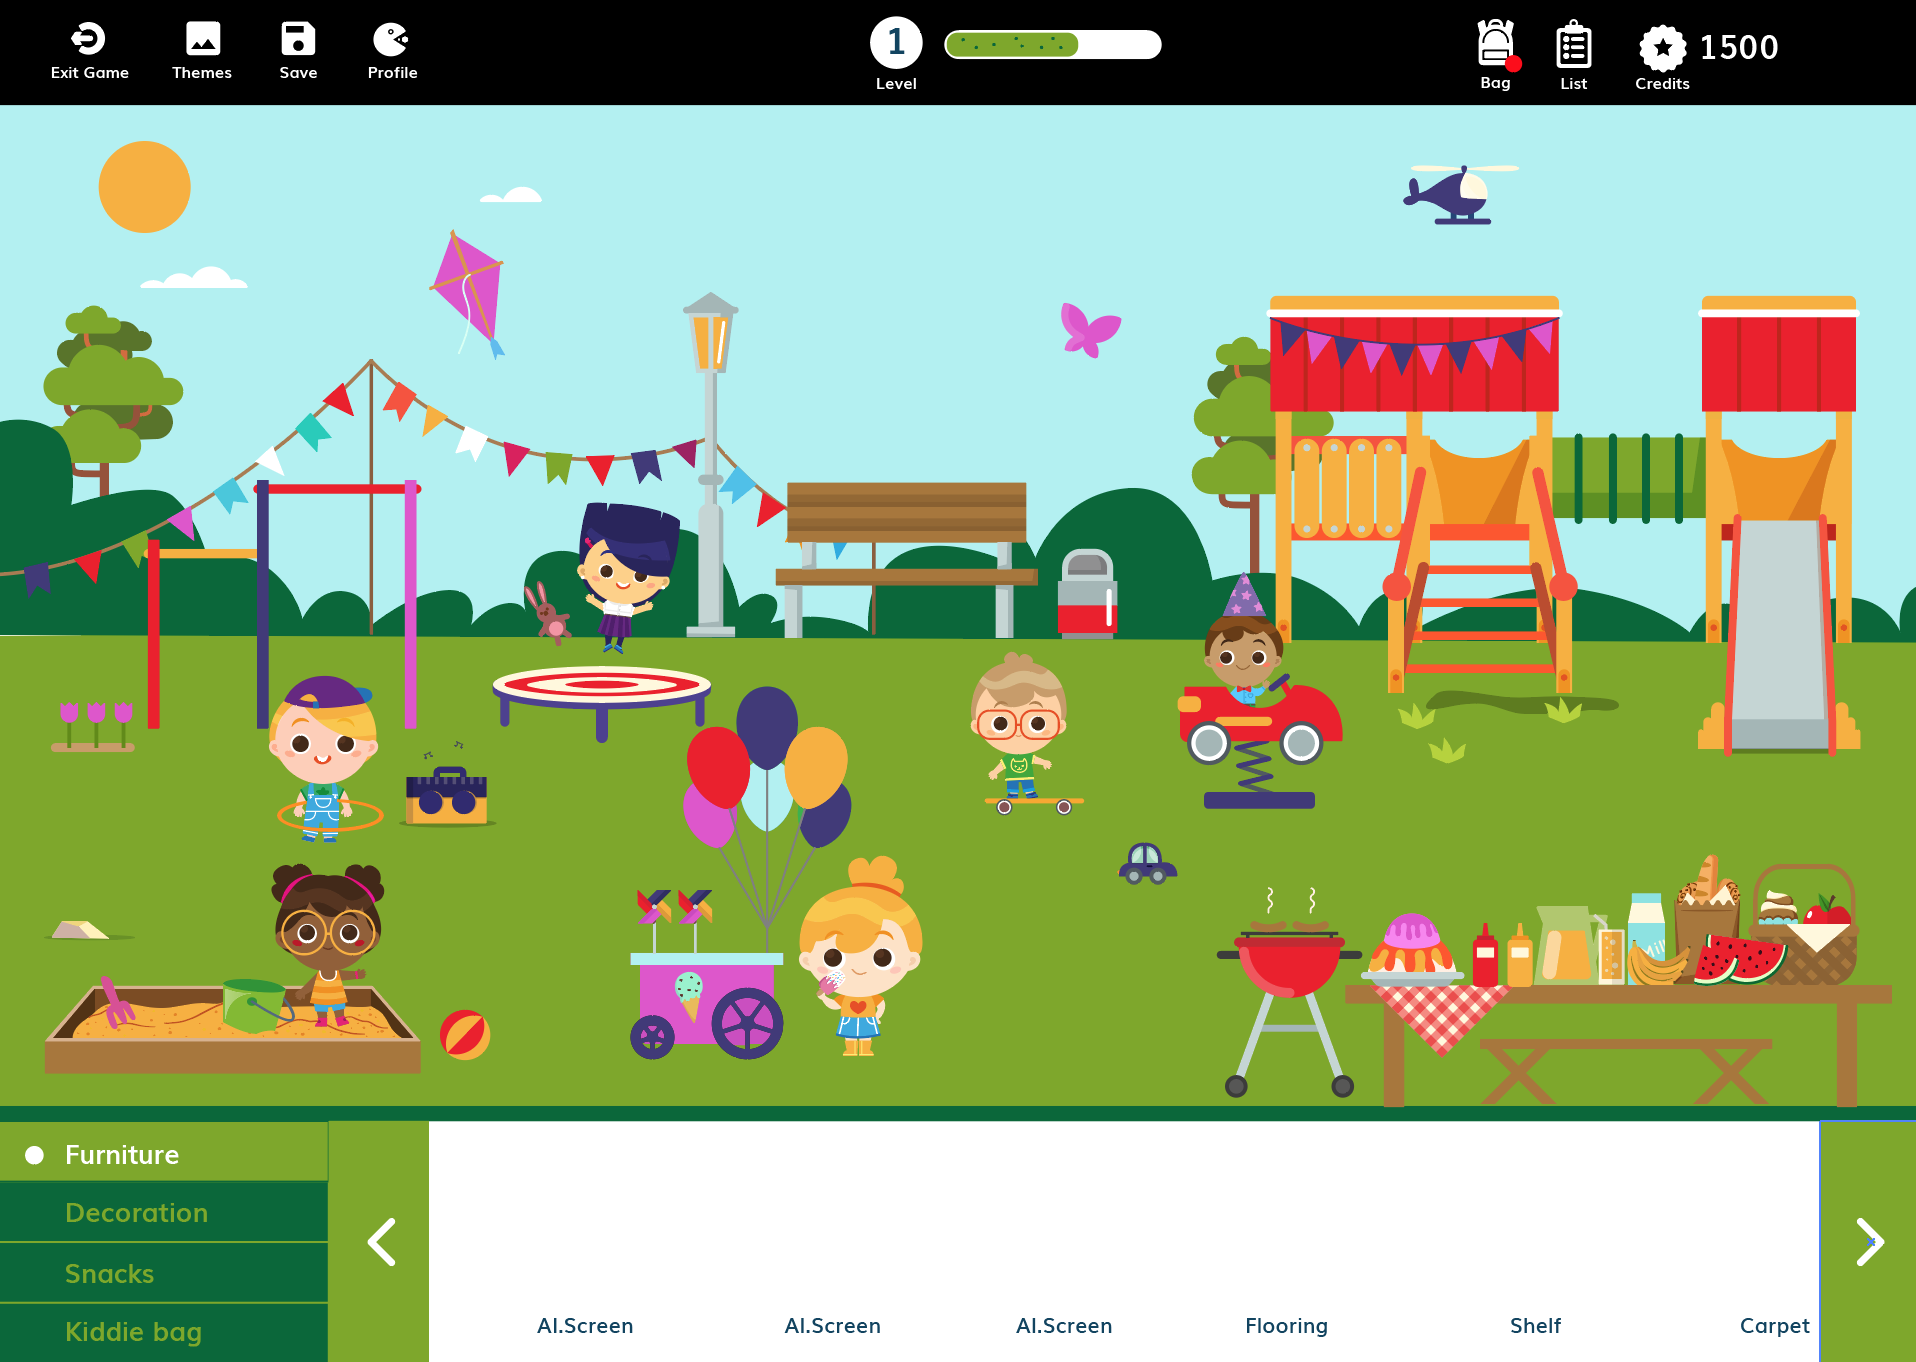 Exit Game
Themes
Save
Profile
1
Level
Bag
List
Credits
1500
Milk
Furniture
Decoration
Snacks
Kiddie bag
AI.Screen
AI.Screen
AI.Screen
Flooring
Shelf
Carpet